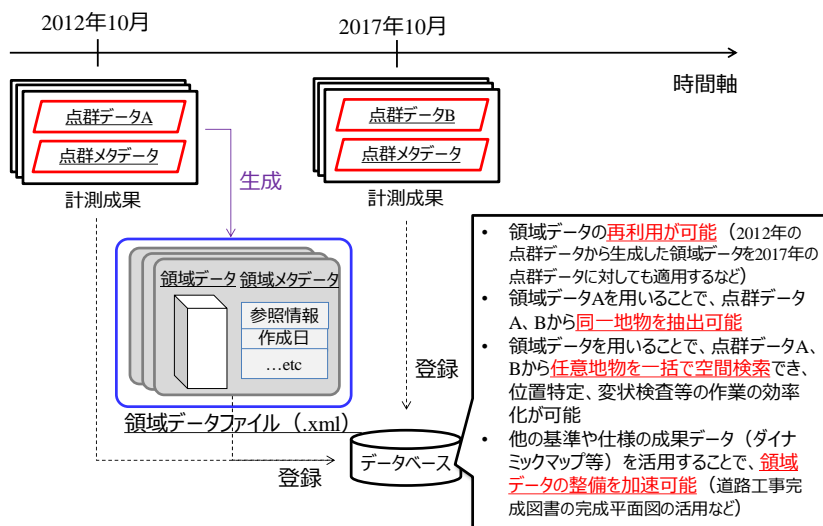 2012年10月
2017年10月
時間軸
点群データA
点群メタデータ
計測成果
点群データB
点群メタデータ
計測成果
生成
領域データ
領域メタデータ
参照情報
作成日
…etc
領域データファイル（.xml）
登録
登録
データベース
• 領域データの再利用が可能（2012年の
点群データから生成した領域データを2017年の
点群データに対しても適用するなど）
• 領域データAを用いることで、点群データ
A、Bから同一地物を抽出可能
• 領域データを用いることで、点群データA、
Bから任意地物を一括で空間検索でき、
位置特定、変状検査等の作業の効率
化が可能
• 他の基準や仕様の成果データ（ダイナ
ミックマップ等）を活用することで、領域
データの整備を加速可能（道路工事完
成図書の完成平面図の活用など）